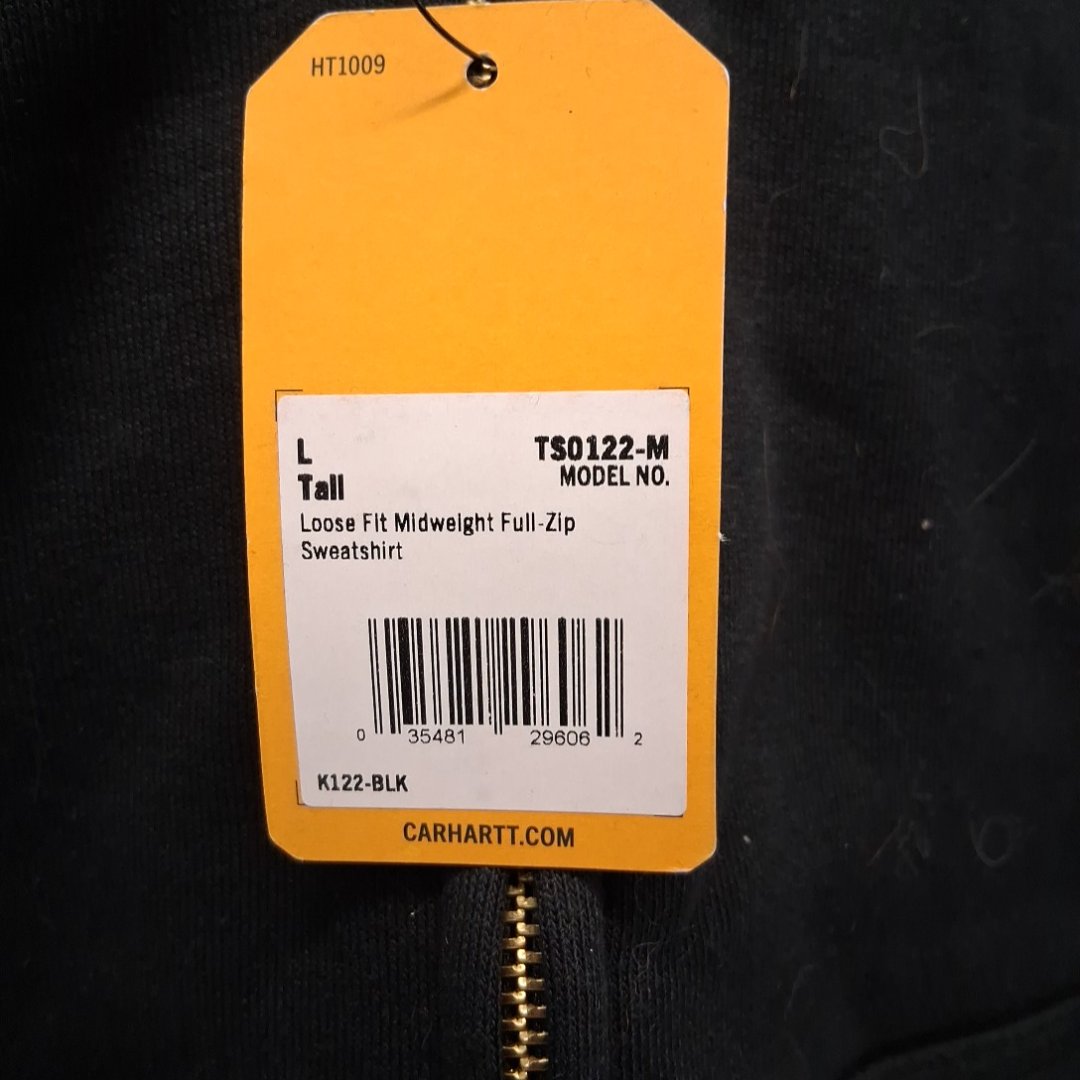 HT1009
L
TS0122-M
Tall
MODEL NO.
Loose Fit Midweight Full-Zip
Sweatshirt
0 35481 29606 2
K122-BLK
CARHARTT.COM